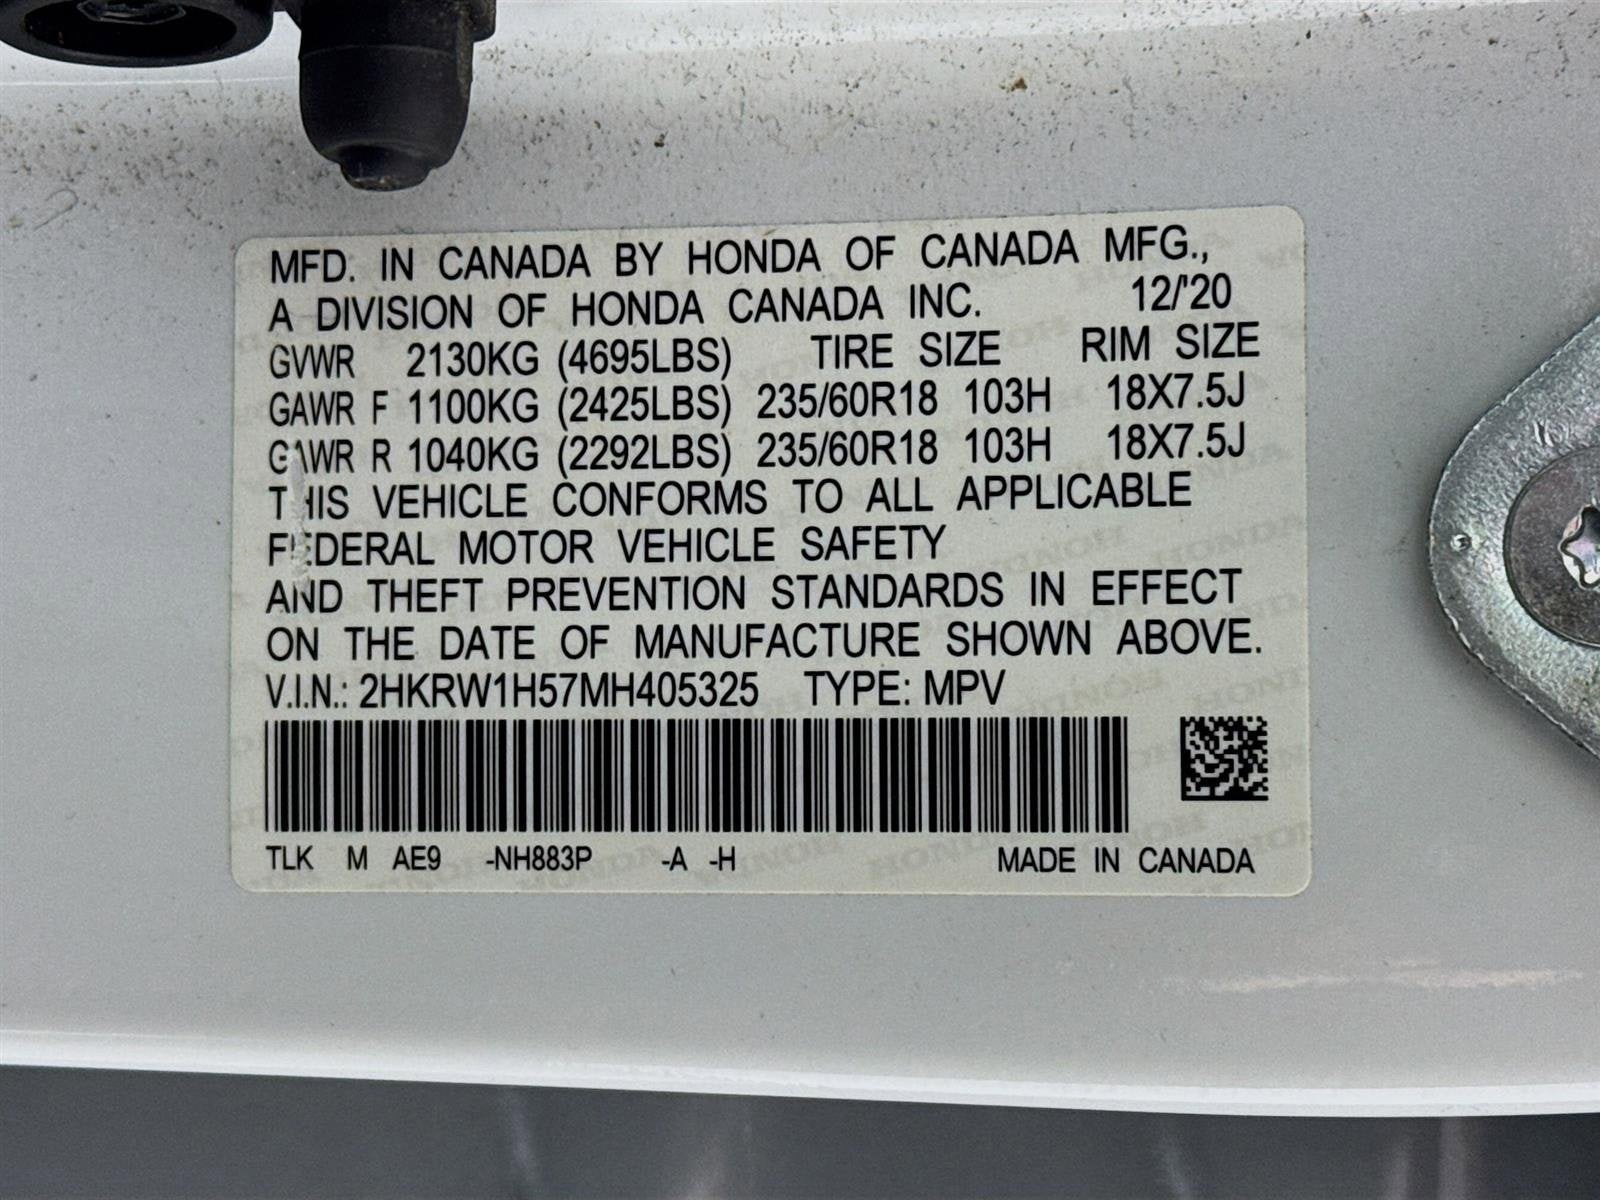 MFD. IN CANADA BY HONDA OF CANADA MFG.,
A DIVISION OF HONDA CANADA INC. 12/'20
GVWR 2130KG (4695LBS) TIRE SIZE RIM SIZE
GAWR F 1100KG (2425LBS) 235/60R18 103H 18X7.5J
GAWR R 1040KG (2292LBS) 235/60R18 103H 18X7.5J
THIS VEHICLE CONFORMS TO ALL APPLICABLE
FEDERAL MOTOR VEHICLE SAFETY
AND THEFT PREVENTION STANDARDS IN EFFECT
ON THE DATE OF MANUFACTURE SHOWN ABOVE.
V.I.N.: 2HKRW1H57MH405325 TYPE: MPV
TLK M AE9 -NH883P -A -H MADE IN CANADA